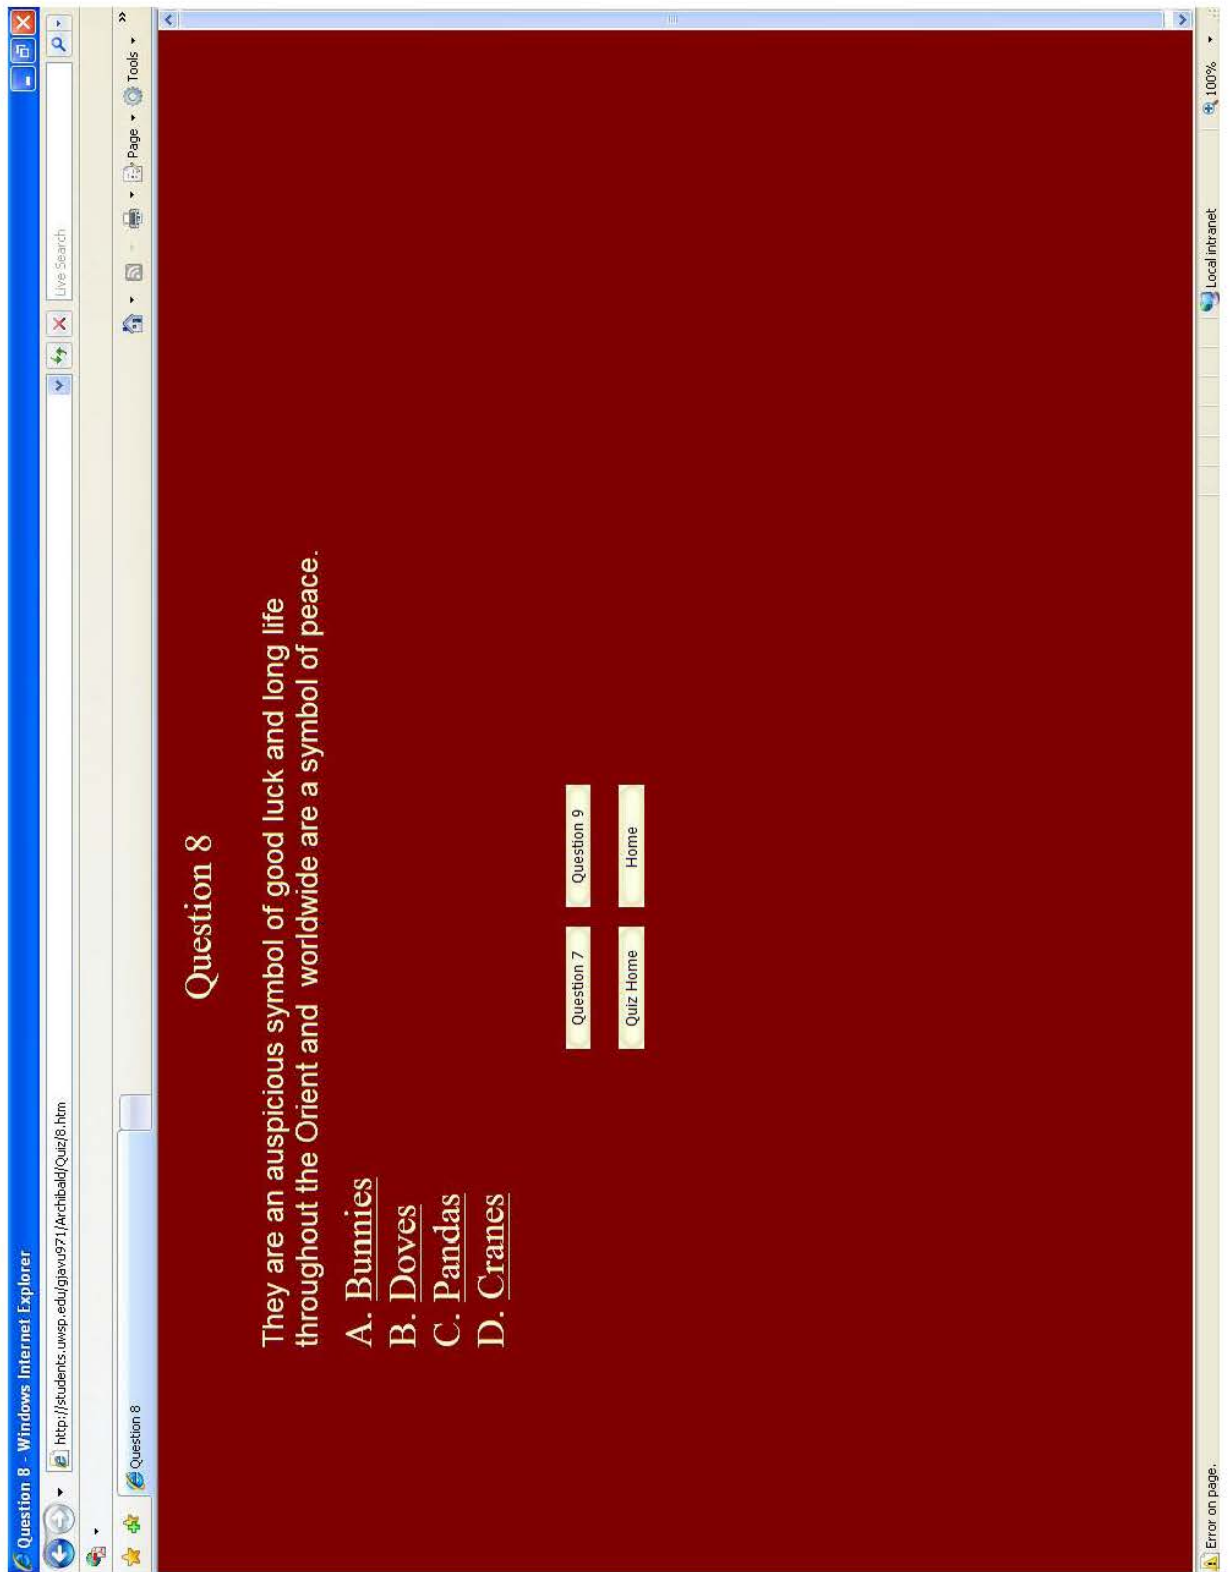 Question 8 - Windows Internet Explorer
http://students.uwsp.edu/gjavu971/Archibald/Quiz/8.htm
Live Search
Question 8
Page
Tools
Question 8
They are an auspicious symbol of good luck and long life
throughout the Orient and worldwide are a symbol of peace.
A. Bunnies
B. Doves
C. Pandas
D. Cranes
Question 7 Question 9
Quiz Home Home
Error on page.
Local intranet
100%